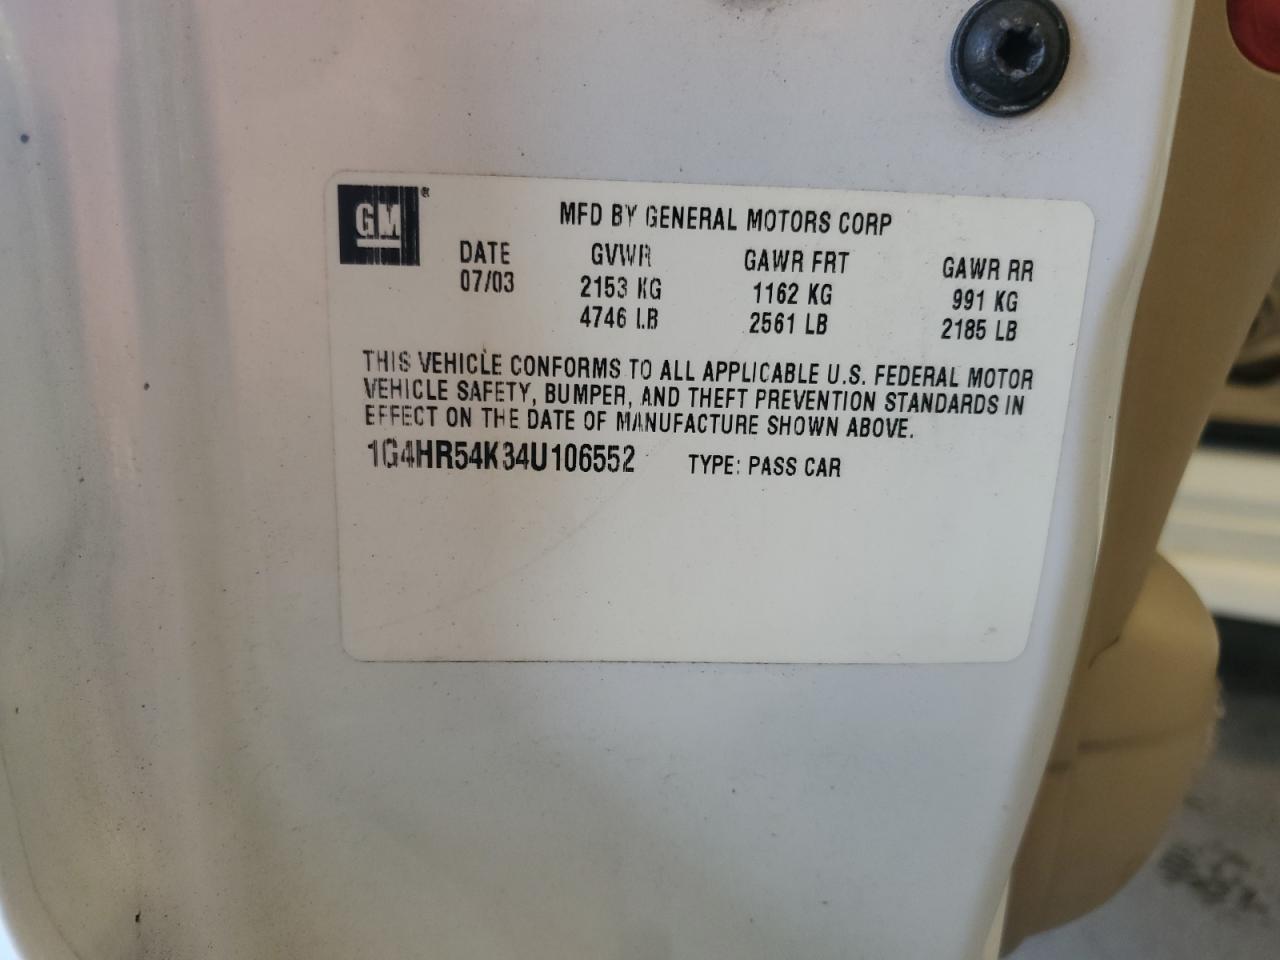 GM®
MFD BY GENERAL MOTORS CORP
DATE GVWR GAWR FRT GAWR RR
07/03 2153 KG 1162 KG 991 KG
4746 LB 2561 LB 2185 LB
THIS VEHICLE CONFORMS TO ALL APPLICABLE U.S. FEDERAL MOTOR
VEHICLE SAFETY, BUMPER, AND THEFT PREVENTION STANDARDS IN
EFFECT ON THE DATE OF MANUFACTURE SHOWN ABOVE.
1G4HR54K34U106552 TYPE: PASS CAR